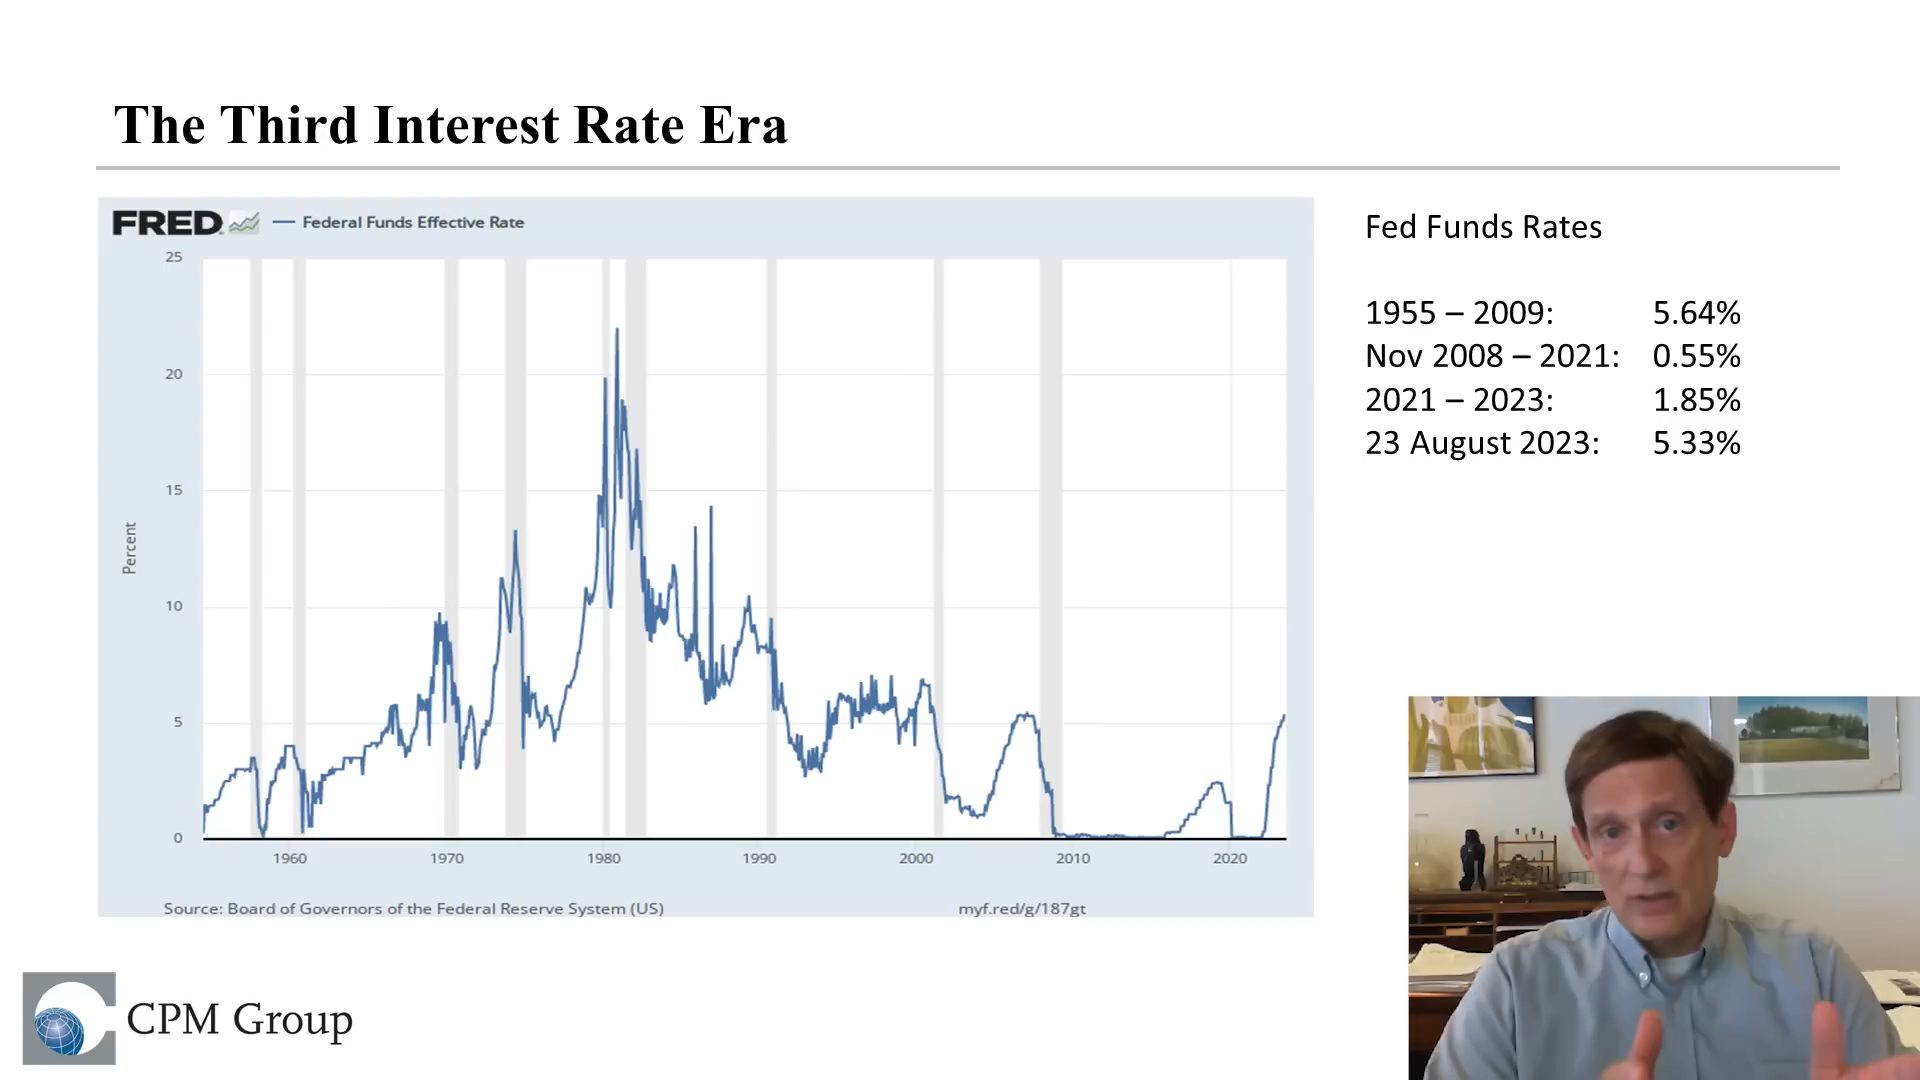 The Third Interest Rate Era
FRED
Federal Funds Effective Rate
25
20
15
10
5
0
Percent
1960 1970 1980 1990 2000 2010 2020
Source: Board of Governors of the Federal Reserve System (US)
myf.red/g/187gt
Fed Funds Rates
1955 – 2009: 5.64%
Nov 2008 – 2021: 0.55%
2021 – 2023: 1.85%
23 August 2023: 5.33%
CPM Group